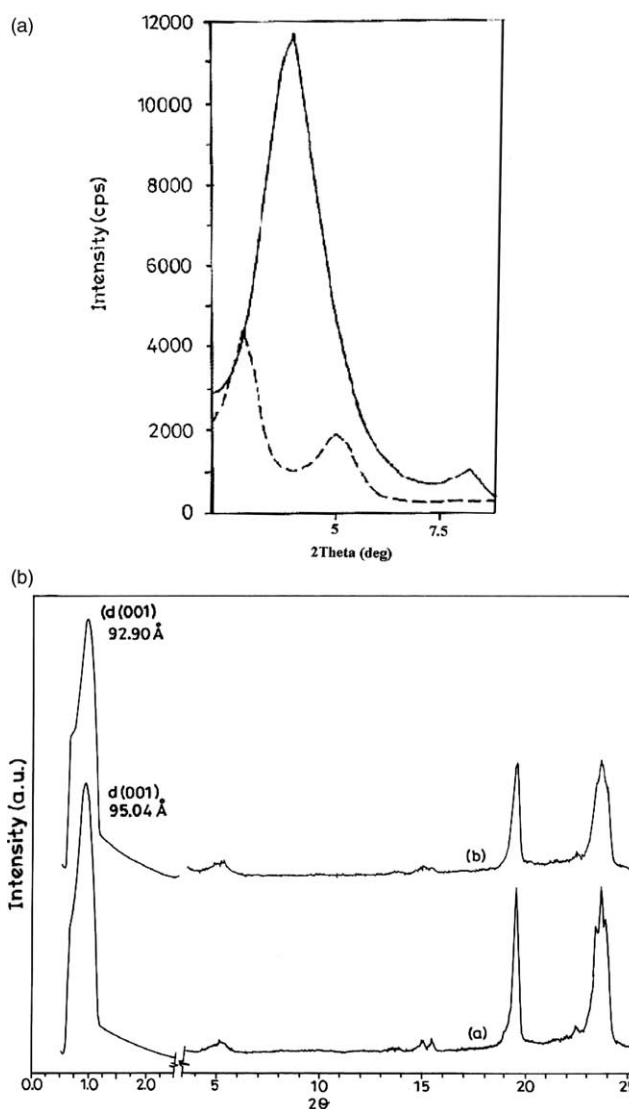 (a)
12000
10000
8000
6000
4000
2000
0
Intensity (cps)
5 7.5
2Theta (deg)
(b)
(d(001)
92.90 Å
d(001)
95.04 Å
(b)
(a)
Intensity (a.u.)
0.0 1.0 2.0 5 10 15 20 25
2θ